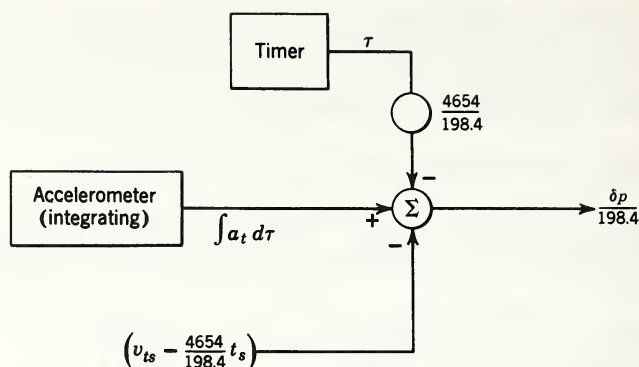 Timer
τ
4654/198.4
−
Accelerometer
(integrating)
∫ a_t dτ
+
Σ
δp/198.4
−
(v_ts − 4654/198.4 t_s)